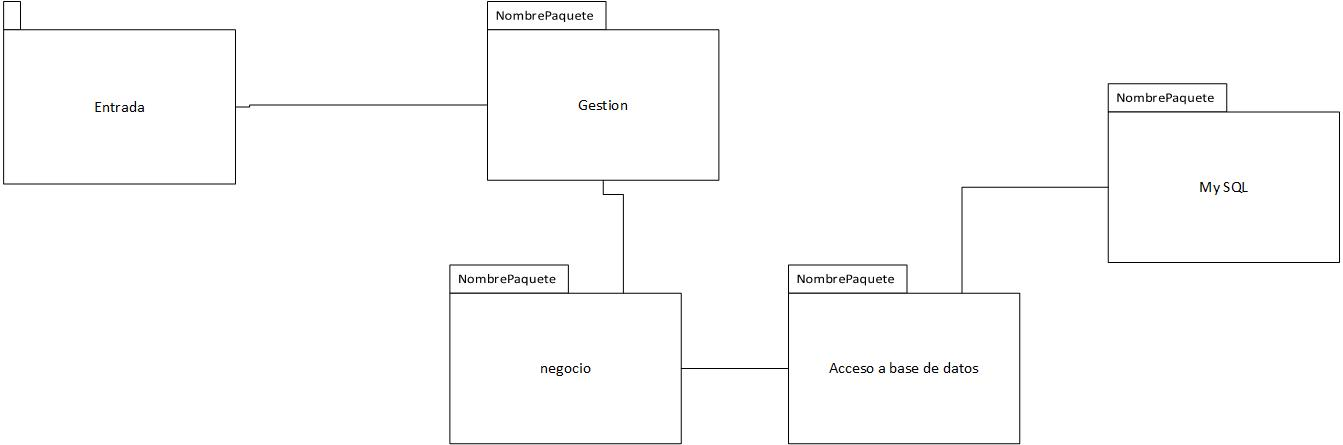 NombrePaquete
Entrada
Gestion
NombrePaquete
My SQL
NombrePaquete
negocio
NombrePaquete
Acceso a base de datos